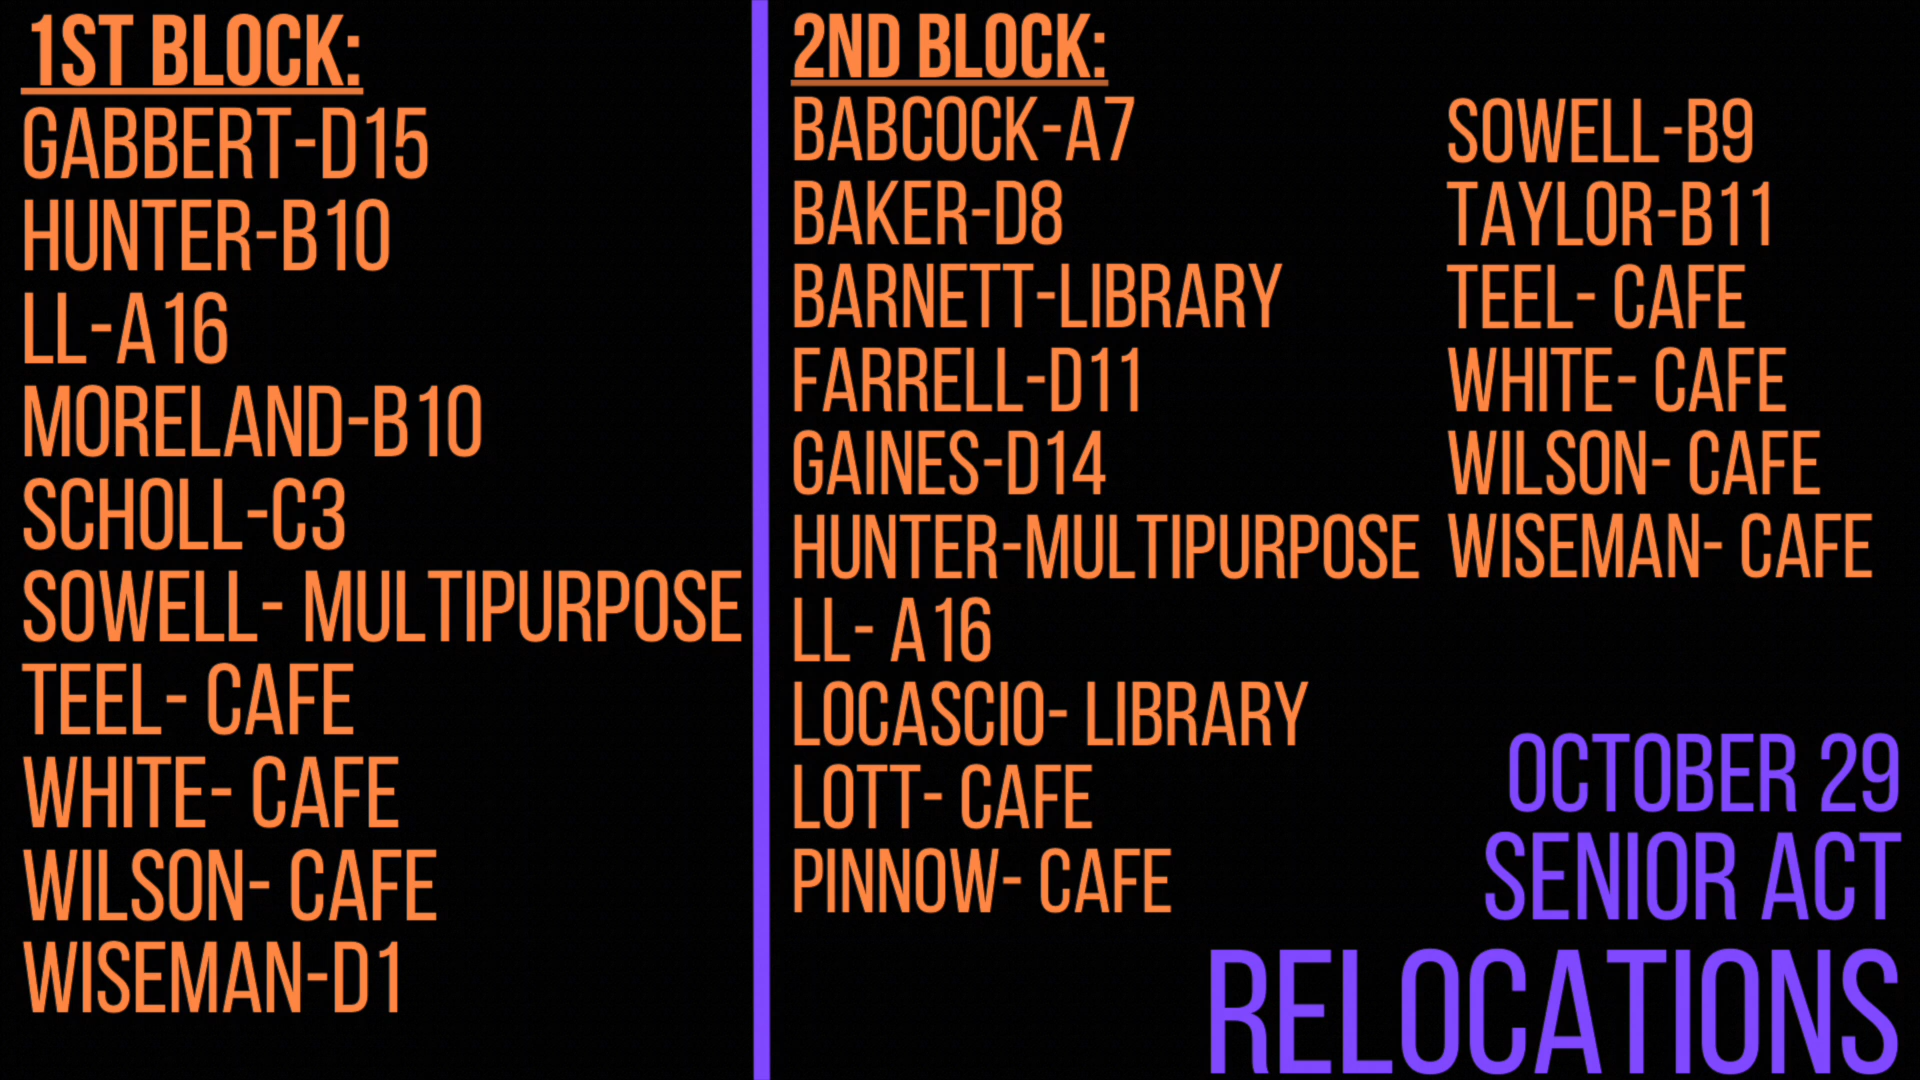 1ST BLOCK:
GABBERT-D15
HUNTER-B10
LL-A16
MORELAND-B10
SCHOLL-C3
SOWELL- MULTIPURPOSE
TEEL- CAFE
WHITE- CAFE
WILSON- CAFE
WISEMAN-D1
2ND BLOCK:
BABCOCK-A7
BAKER-D8
BARNETT-LIBRARY
FARRELL-D11
GAINES-D14
HUNTER-MULTIPURPOSE
LL- A16
LOCASCIO- LIBRARY
LOTT- CAFE
PINNOW- CAFE
SOWELL-B9
TAYLOR-B11
TEEL- CAFE
WHITE- CAFE
WILSON- CAFE
WISEMAN- CAFE
OCTOBER 29
SENIOR ACT
RELOCATIONS